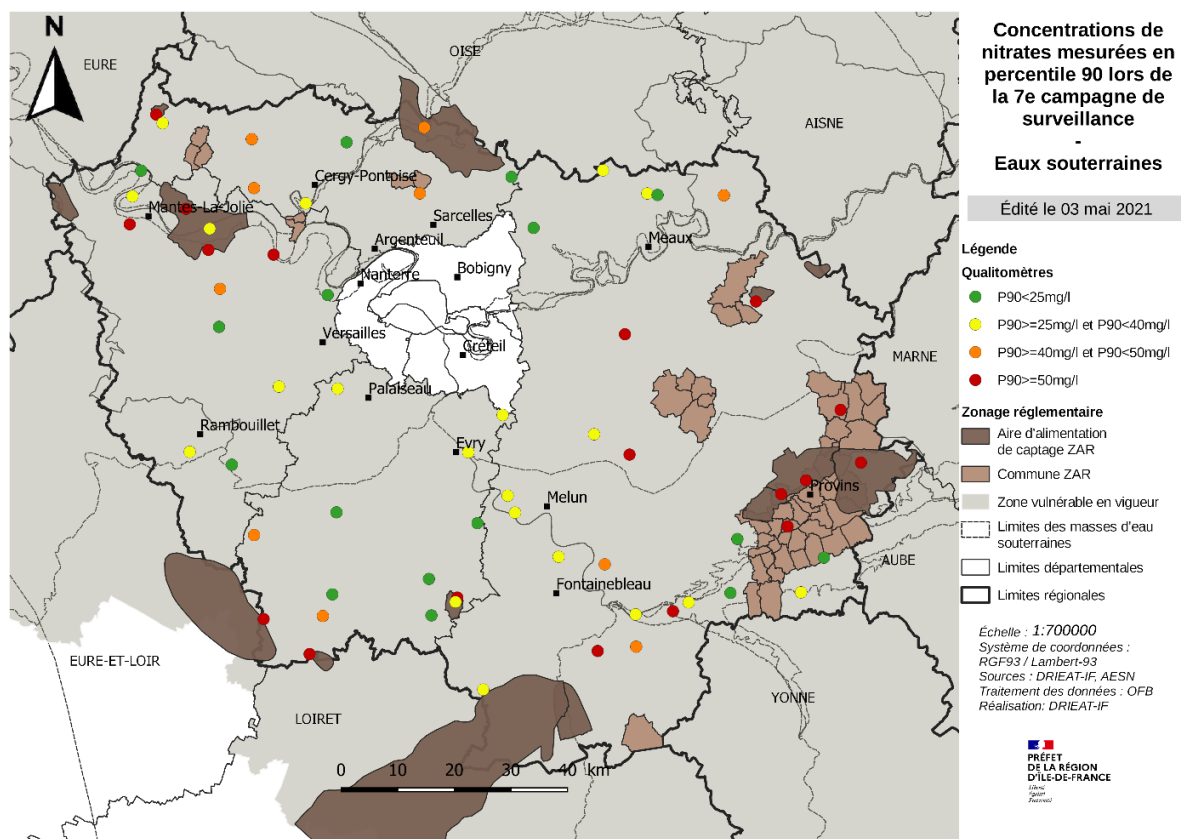 Concentrations de
nitrates mesurées en
percentile 90 lors de
la 7e campagne de
surveillance
-
Eaux souterraines
Édité le 03 mai 2021
Légende
Qualitomètres
P90<25mg/l
P90>=25mg/l et P90<40mg/l
P90>=40mg/l et P90<50mg/l
P90>=50mg/l
Zonage réglementaire
Aire d'alimentation
de captage ZAR
Commune ZAR
Zone vulnérable en vigueur
Limites des masses d'eau
souterraines
Limites départementales
Limites régionales
Échelle : 1:700000
Système de coordonnées :
RGF93 / Lambert-93
Sources : DRIEAT-IF, AESN
Traitement des données : OFB
Réalisation: DRIEAT-IF
PRÉFET
DE LA RÉGION
D'ÎLE-DE-FRANCE
Liberté
Égalité
Fraternité
N
EURE
OISE
AISNE
Cergy-Pontoise
Mantes-La-Jolie
Sarcelles
Argenteuil
Meaux
Nanterre
Bobigny
Versailles
Créteil
MARNE
Palaiseau
Rambouillet
Evry
Melun
Provins
AUBE
Fontainebleau
EURE-ET-LOIR
LOIRET
YONNE
0 10 20 30 40 km